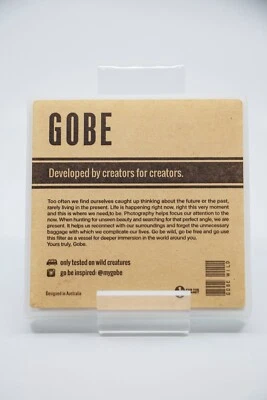 GOBE
Developed by creators for creators.
Too often we find ourselves caught up thinking about the future or the past,
rarely living in the present. Life is happening right now, right this very moment
and this is where we need to be. Photography helps focus our attention to the
now. When hunting for uneven beauty and searching for that perfect angle, we are
present. It helps us reconnect with our surroundings and forget the unnecessary
baggage with which we complicate our lives. Go be wild, go be free and go use
this filter as a vessel for deeper immersion in the world around you.
Yours truly, Gobe.
only tested on wild creatures
go be inspired: @mygobe
Designed in Australia
GOBE WILD